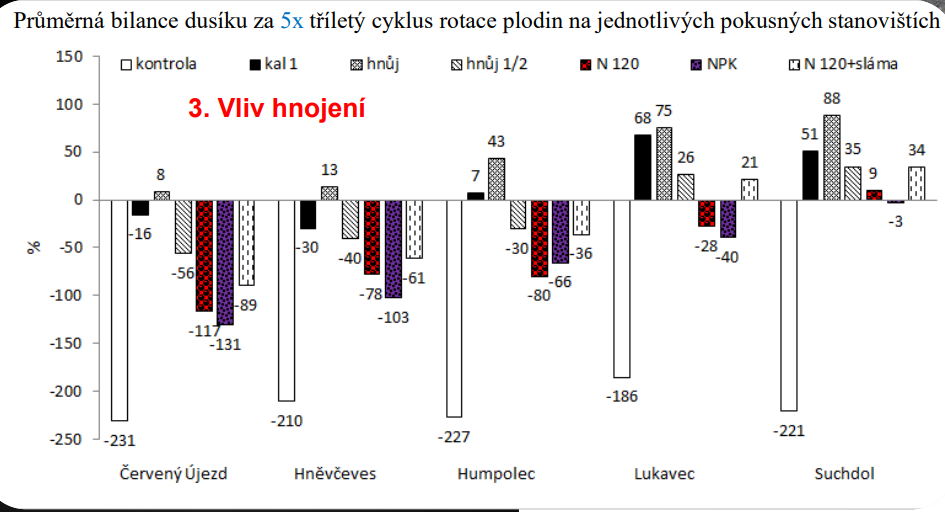 Průměrná bilance dusíku za 5x tříletý cyklus rotace plodin na jednotlivých pokusných stanovištích
150
kontrola kal 1 hnůj hnůj 1/2 N 120 NPK N 120+sláma
3. Vliv hnojení
100
50
0
-50
-100
-150
-200
-250
%
-231 -16 8 -56 -117 -131 -89
-210 -30 13 -40 -78 -103 -61
-227 7 43 -30 -80 -66 -36
-186 68 75 26 -28 -40 21
-221 51 88 35 9 -3 34
Červený Újezd Hněvčeves Humpolec Lukavec Suchdol